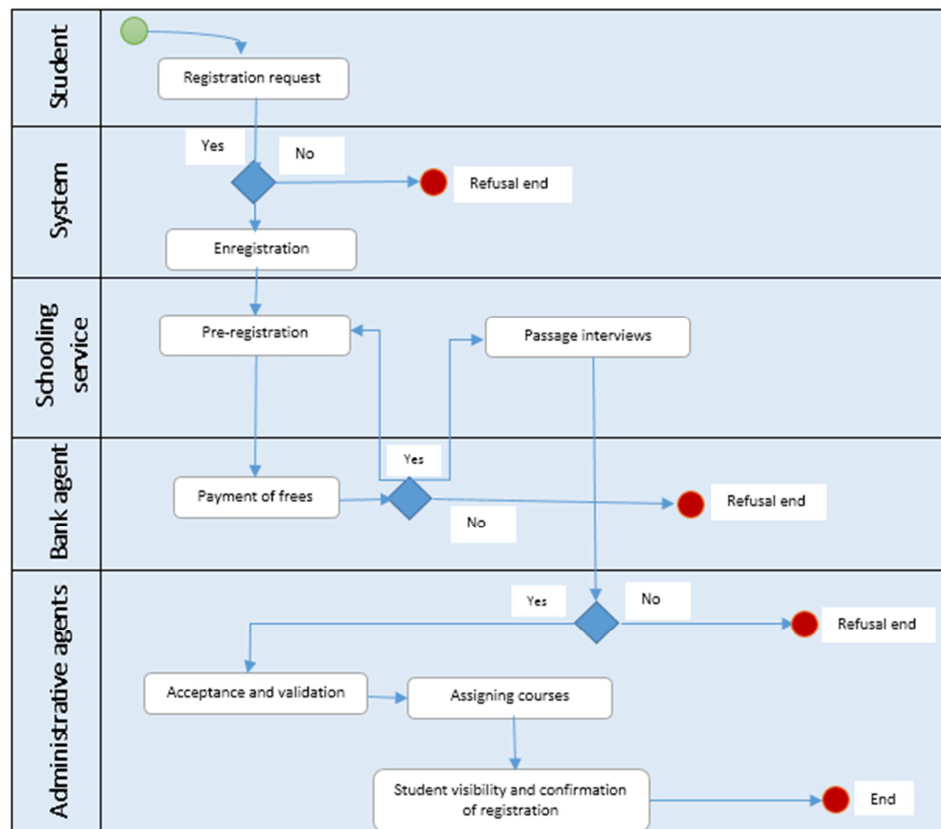 Student
Registration request
System
Yes
No
Refusal end
Enregistration
Schooling
service
Pre-registration
Passage interviews
Bank agent
Yes
Payment of frees
No
Refusal end
Administrative agents
Yes
No
Refusal end
Acceptance and validation
Assigning courses
Student visibility and confirmation
of registration
End